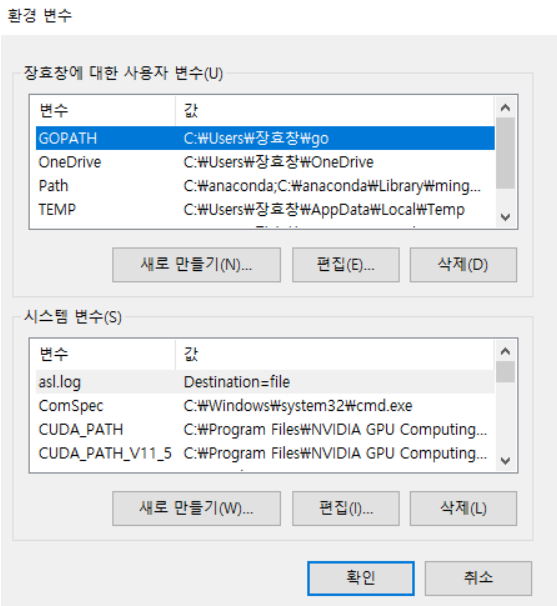 환경 변수
장효창에 대한 사용자 변수(U)
변수 값
GOPATH C:₩Users₩장효창₩go
OneDrive C:₩Users₩장효창₩OneDrive
Path C:₩anaconda;C:₩anaconda₩Library₩ming...
TEMP C:₩Users₩장효창₩AppData₩Local₩Temp
새로 만들기(N)... 편집(E)... 삭제(D)
시스템 변수(S)
변수 값
asl.log Destination=file
ComSpec C:₩Windows₩system32₩cmd.exe
CUDA_PATH C:₩Program Files₩NVIDIA GPU Computing...
CUDA_PATH_V11_5 C:₩Program Files₩NVIDIA GPU Computing...
새로 만들기(W)... 편집(I)... 삭제(L)
확인 취소